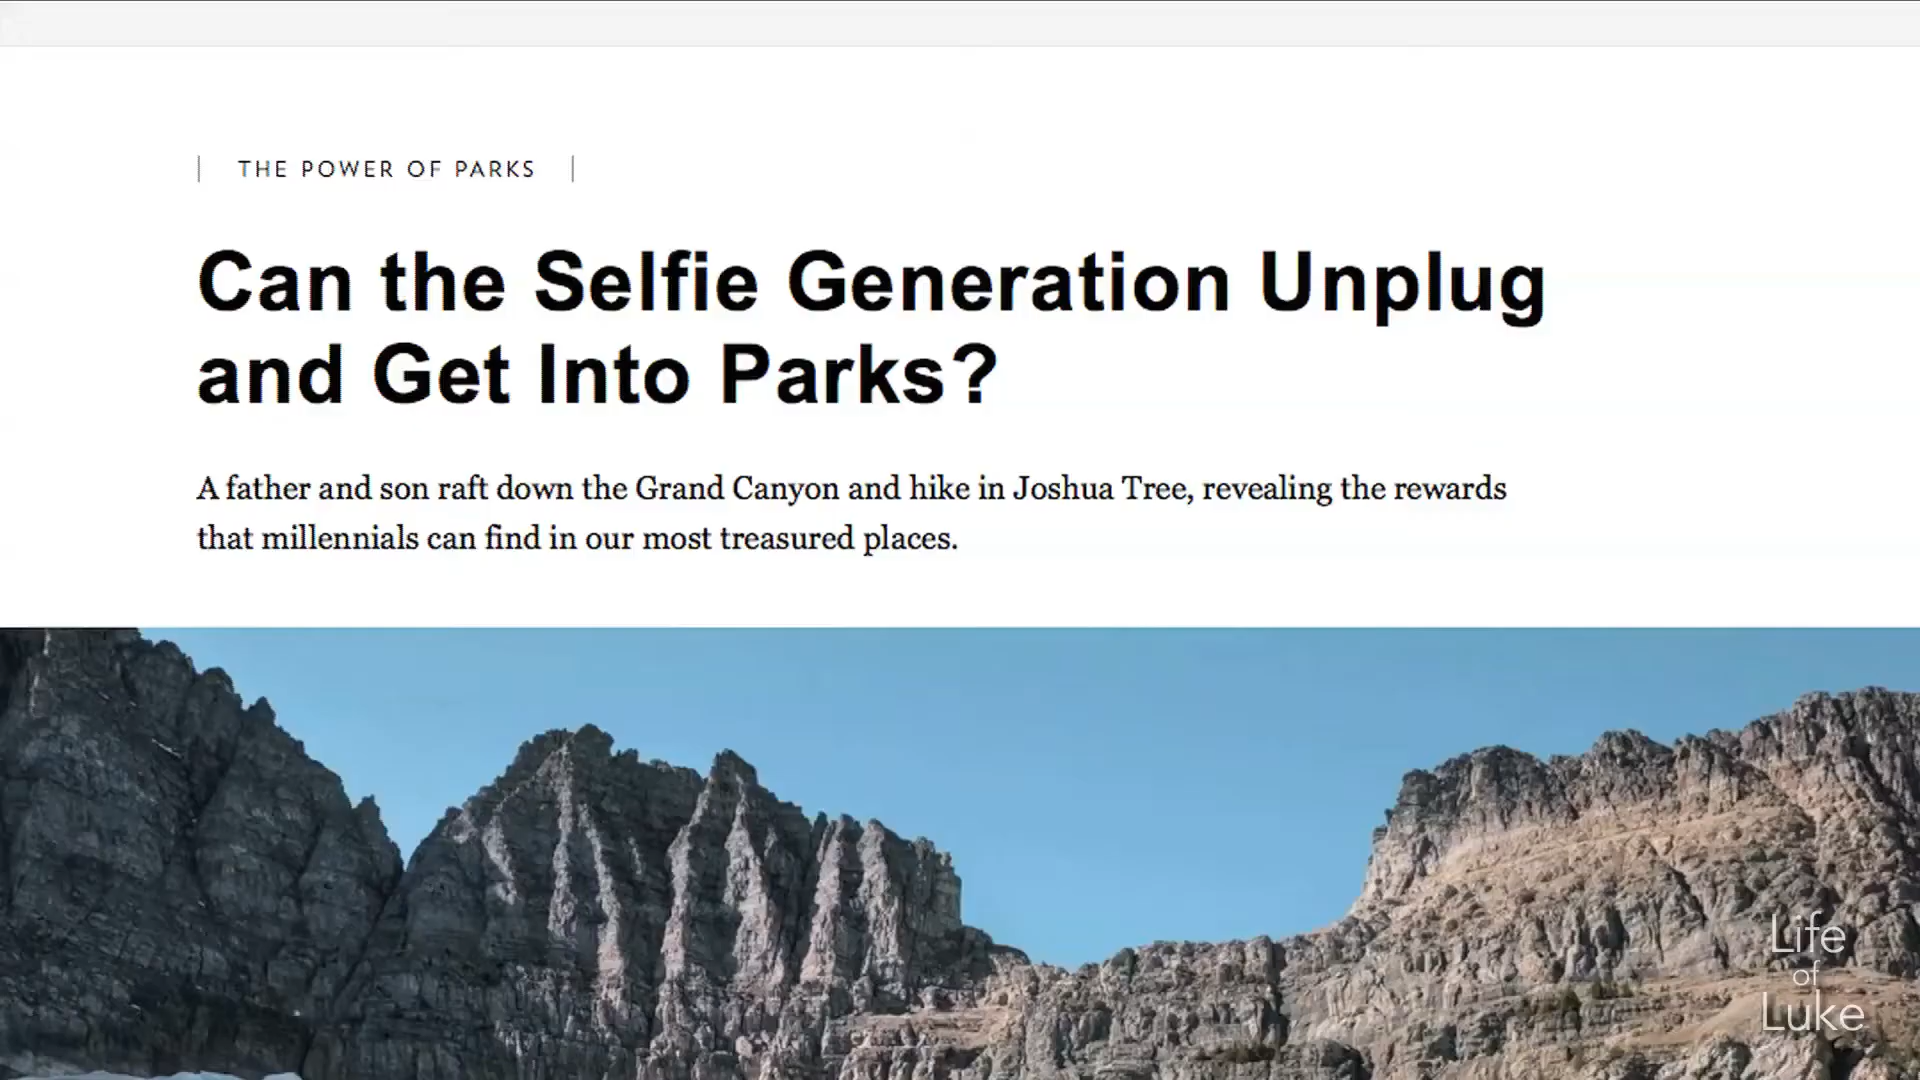 THE POWER OF PARKS
Can the Selfie Generation Unplug
and Get Into Parks?
A father and son raft down the Grand Canyon and hike in Joshua Tree, revealing the rewards
that millennials can find in our most treasured places.
Life
of
Luke